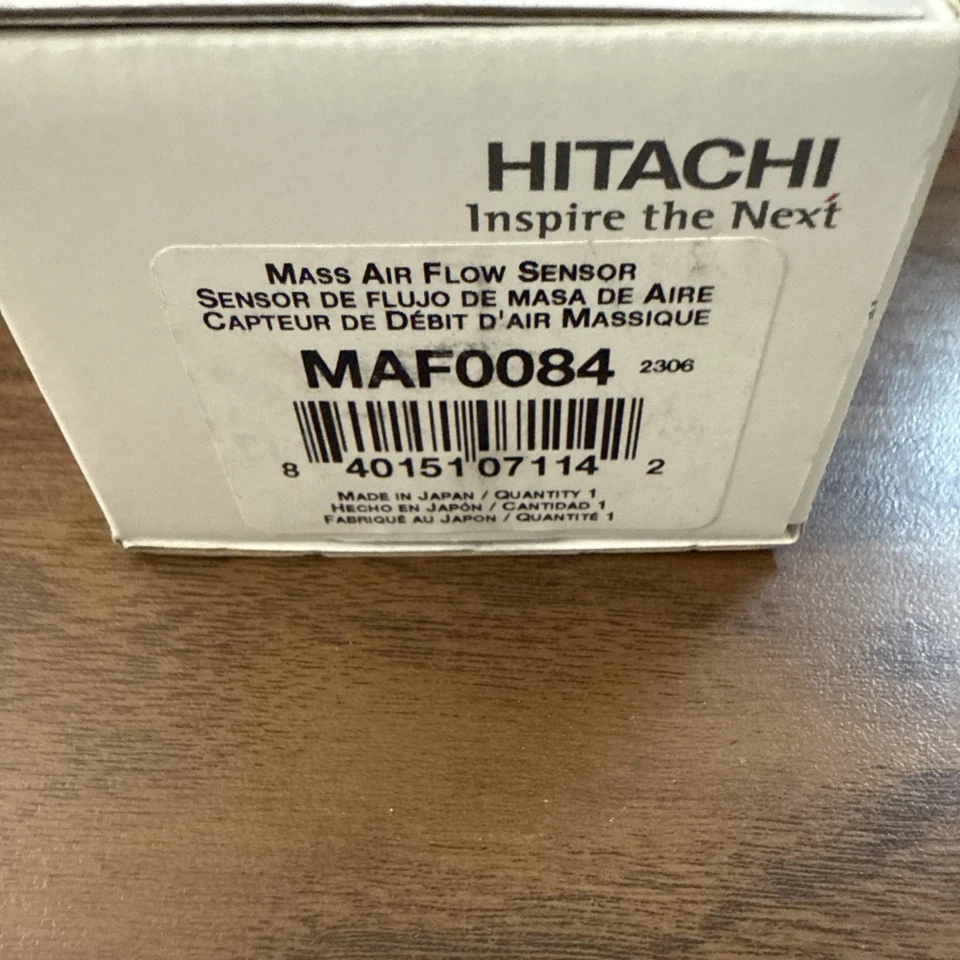 HITACHI
Inspire the Next
MASS AIR FLOW SENSOR
SENSOR DE FLUJO DE MASA DE AIRE
CAPTEUR DE DÉBIT D'AIR MASSIQUE
MAF0084 2306
8 40151 07114 2
MADE IN JAPAN / QUANTITY 1
HECHO EN JAPÓN / CANTIDAD 1
FABRIQUÉ AU JAPON / QUANTITÉ 1